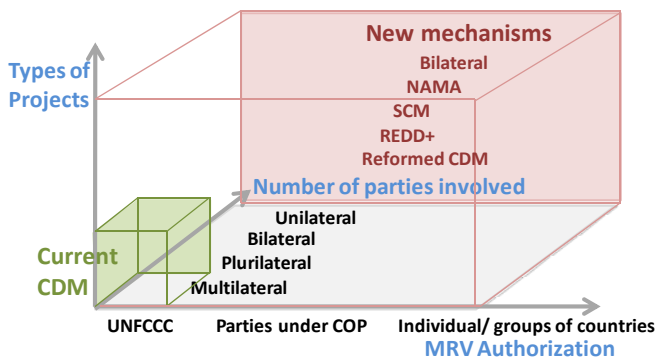 New mechanisms
Types of
Projects
Bilateral
NAMA
SCM
REDD+
Reformed CDM
Number of parties involved
Unilateral
Bilateral
Plurilateral
Multilateral
Current
CDM
UNFCCC
Parties under COP
Individual/ groups of countries
MRV Authorization